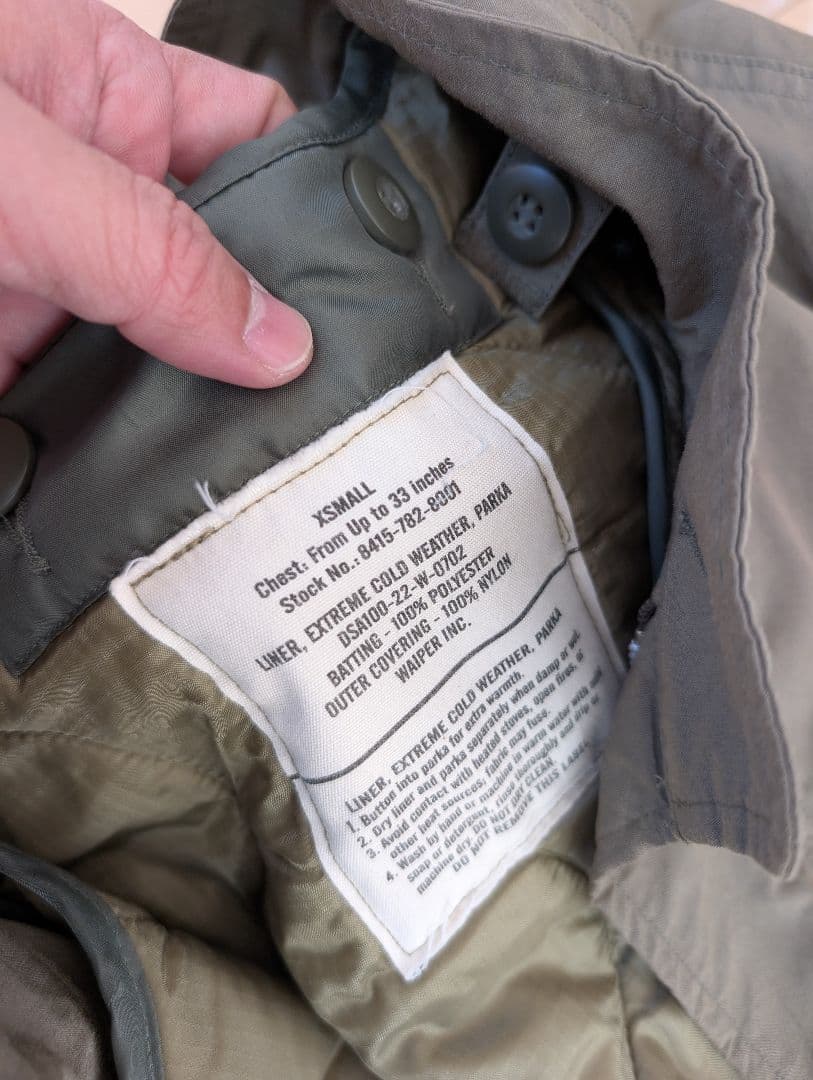 XSMALL
Chest: From Up to 33 inches
Stock No.: 8415-782-8001
LINER, EXTREME COLD WEATHER, PARKA
DSA100-22-W-0702
BATTING - 100% POLYESTER
OUTER COVERING - 100% NYLON
WAIPER INC.
LINER, EXTREME COLD WEATHER, PARKA
1. Button into parka for extra warmth.
2. Dry liner and parka separately when damp or wet.
3. Avoid contact with heated stoves, open fires, or
other heat sources; fabric may fuse.
4. Wash by hand or machine in warm water with mild
soap or detergent, rinse thoroughly and drip or
machine dry. DO NOT DRY CLEAN.
DO NOT REMOVE THIS LABEL